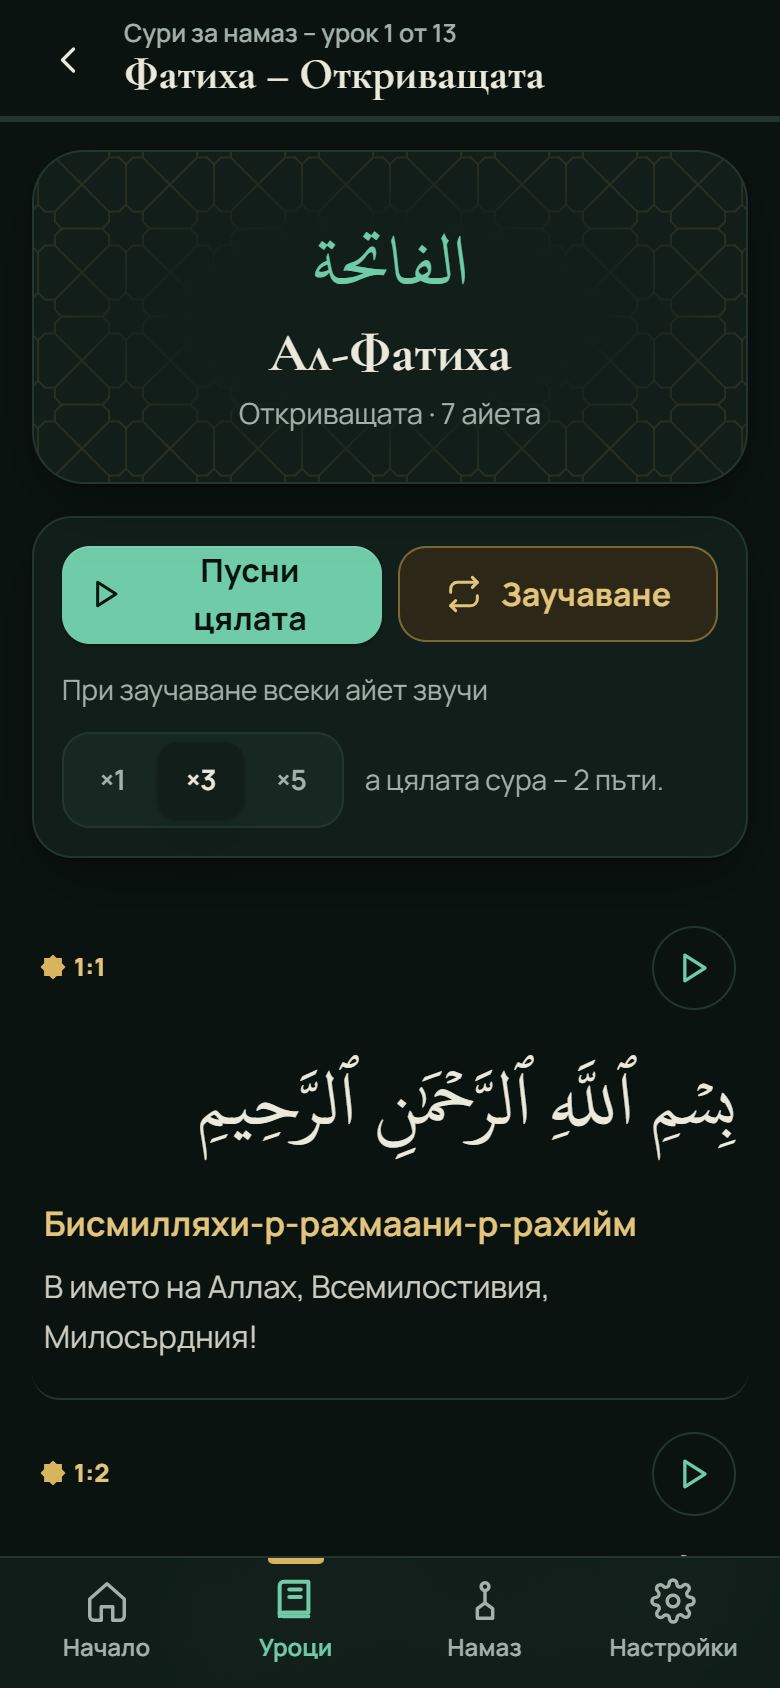 Сури за намаз – урок 1 от 13
Фатиха – Откриващата
الفاتحة
Ал-Фатиха
Откриващата · 7 айета
Пусни
цялата
Заучаване
При заучаване всеки айет звучи
×1 ×3 ×5 а цялата сура – 2 пъти.
1:1
بِسْمِ ٱللَّهِ ٱلرَّحْمَٰنِ ٱلرَّحِيمِ
Бисмилляхи-р-рахмаани-р-рахийм
В името на Аллах, Всемилостивия,
Милосърдния!
1:2
Начало Уроци Намаз Настройки